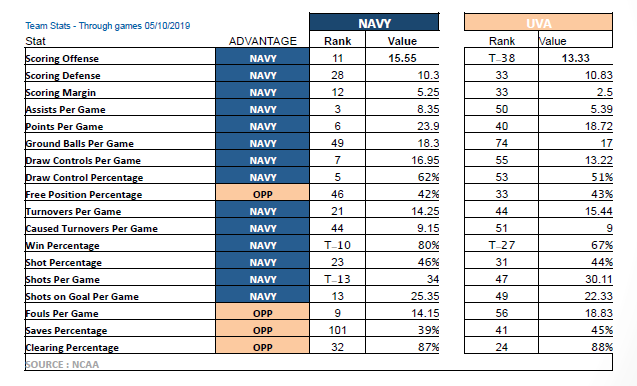 NAVY UVA
Team Stats - Through games 05/10/2019
Stat ADVANTAGE Rank Value Rank Value
Scoring Offense NAVY 11 15.55 T-38 13.33
Scoring Defense NAVY 28 10.3 33 10.83
Scoring Margin NAVY 12 5.25 33 2.5
Assists Per Game NAVY 3 8.35 50 5.39
Points Per Game NAVY 6 23.9 40 18.72
Ground Balls Per Game NAVY 49 18.3 74 17
Draw Controls Per Game NAVY 7 16.95 55 13.22
Draw Control Percentage NAVY 5 62% 53 51%
Free Position Percentage OPP 46 42% 33 43%
Turnovers Per Game NAVY 21 14.25 44 15.44
Caused Turnovers Per Game NAVY 44 9.15 51 9
Win Percentage NAVY T-10 80% T-27 67%
Shot Percentage NAVY 23 46% 31 44%
Shots Per Game NAVY T-13 34 47 30.11
Shots on Goal Per Game NAVY 13 25.35 49 22.33
Fouls Per Game OPP 9 14.15 56 18.83
Saves Percentage OPP 101 39% 41 45%
Clearing Percentage OPP 32 87% 24 88%
SOURCE : NCAA